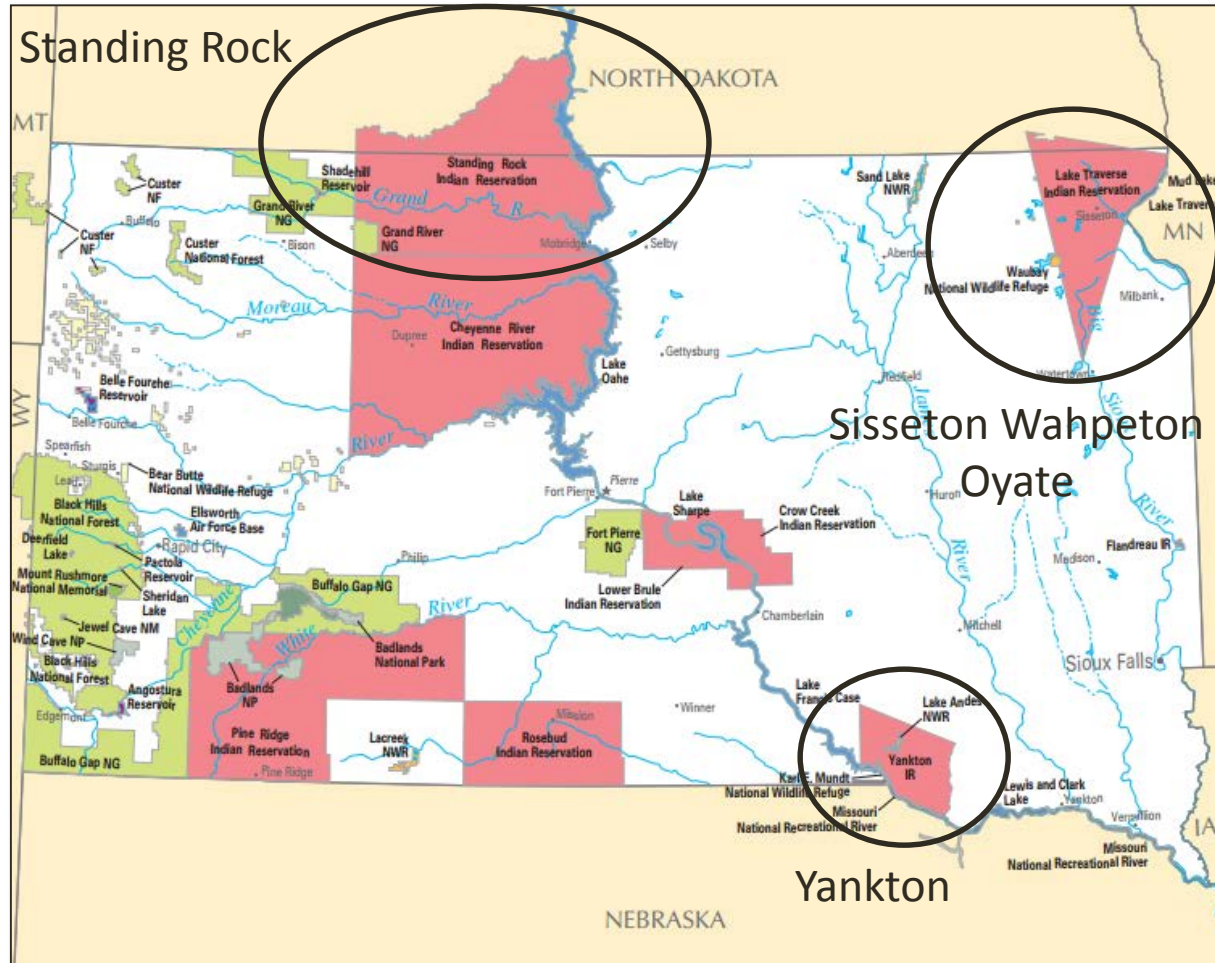 Standing Rock
NORTH DAKOTA
MT
Standing Rock
Indian Reservation
Shadehill
Reservoir
Grand
R
Custer
NF
Buffalo
Grand River
NG
Bison
Grand River
NG
Mobridge
Selby
Custer
NF
Custer
National Forest
Sand Lake
NWR
Aberdeen
Lake Traverse
Indian Reservation
Sisseton
Mud Lake
Lake Travers
MN
Waubay
National Wildlife Refuge
Milbank
Big
Watertown
Sioux
River
Moreau
River
Dupree
Cheyenne River
Indian Reservation
Gettysburg
Lake
Oahe
Redfield
James
River
WY
Belle Fourche
Reservoir
Belle Fourche
River
Sisseton Wahpeton
Oyate
Spearfish
Sturgis
Lead
Bear Butte
National Wildlife Refuge
Black Hills
National Forest
Ellsworth
Air Force Base
Deerfield
Lake
Rapid City
Pactola
Reservoir
Mount Rushmore
National Memorial
Sheridan
Lake
Jewel Cave NM
Wind Cave NP
Black Hills
National Forest
Cheyenne
Angostura
Reservoir
Edgemont
Buffalo Gap NG
Fort Pierre
Pierre
Lake
Sharpe
Crow Creek
Indian Reservation
Huron
Fort Pierre
NG
Philip
Lower Brule
Indian Reservation
Madison
Flandreau IR
Buffalo Gap NG
River
White
Badlands
National Park
Badlands
NP
Chamberlain
Mitchell
Sioux Falls
Pine Ridge
Indian Reservation
Pine Ridge
Lacreek
NWR
Mission
Rosebud
Indian Reservation
Winner
Lake
Francis Case
Lake Andes
NWR
Yankton
IR
Karl E. Mundt
National Wildlife Refuge
Missouri
National Recreational River
Lewis and Clark
Lake
Yankton
Vermillion
Missouri
National Recreational River
IA
Yankton
NEBRASKA